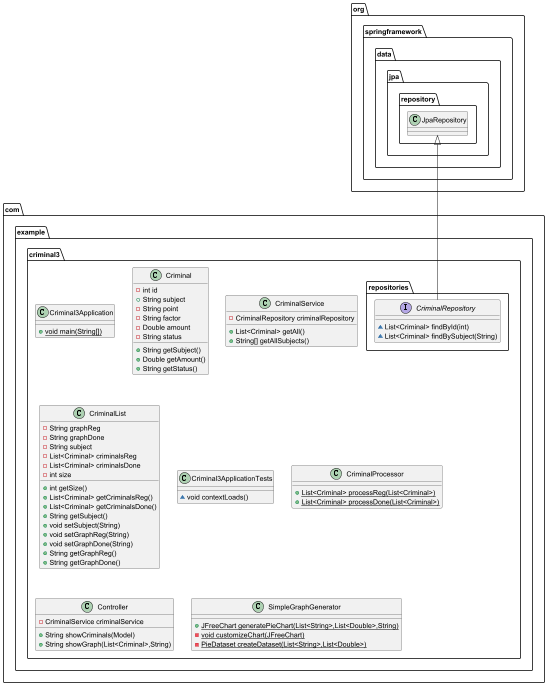 org
springframework
data
jpa
repository
C JpaRepository
com
example
criminal3
C Criminal3Application
void main(String[])
C Criminal
int id
String subject
String point
String factor
Double amount
String status
String getSubject()
Double getAmount()
String getStatus()
C CriminalService
CriminalRepository criminalRepository
List<Criminal> getAll()
String[] getAllSubjects()
repositories
I CriminalRepository
List<Criminal> findById(int)
List<Criminal> findBySubject(String)
C CriminalList
String graphReg
String graphDone
String subject
List<Criminal> criminalsReg
List<Criminal> criminalsDone
int size
int getSize()
List<Criminal> getCriminalsReg()
List<Criminal> getCriminalsDone()
String getSubject()
void setSubject(String)
void setGraphReg(String)
void setGraphDone(String)
String getGraphReg()
String getGraphDone()
C Criminal3ApplicationTests
void contextLoads()
C CriminalProcessor
List<Criminal> processReg(List<Criminal>)
List<Criminal> processDone(List<Criminal>)
C Controller
CriminalService criminalService
String showCriminals(Model)
String showGraph(List<Criminal>,String)
C SimpleGraphGenerator
JFreeChart generatePieChart(List<String>,List<Double>,String)
void customizeChart(JFreeChart)
PieDataset createDataset(List<String>,List<Double>)